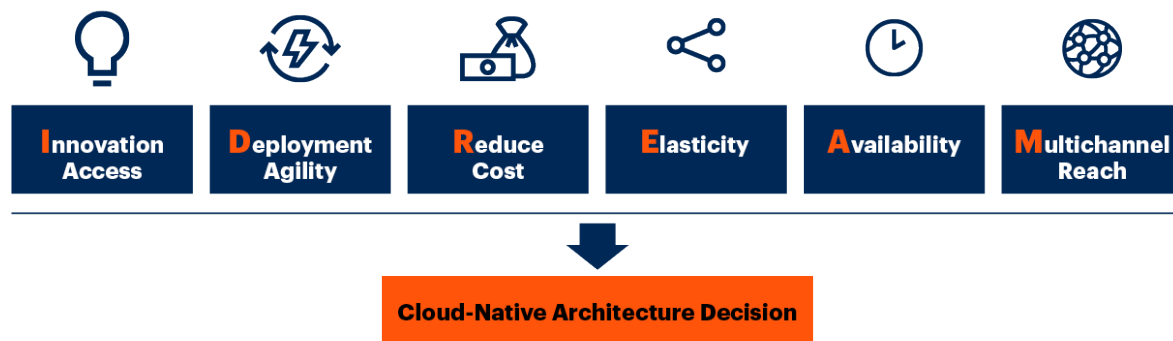 Innovation
Access
Deployment
Agility
Reduce
Cost
Elasticity
Availability
Multichannel
Reach
Cloud-Native Architecture Decision